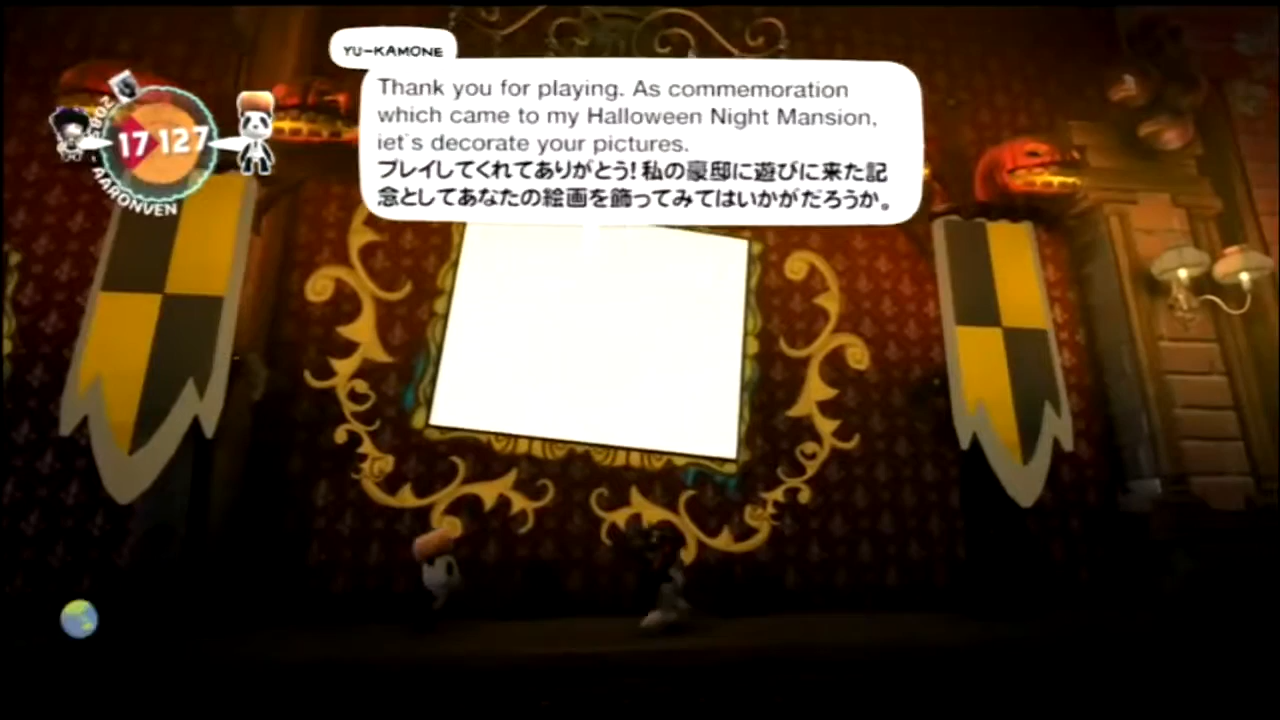 YU-KAMONE
Thank you for playing. As commemoration
which came to my Halloween Night Mansion,
iet`s decorate your pictures.
プレイしてくれてありがとう！私の豪邸に遊びに来た記
念としてあなたの絵画を飾ってみてはいかがだろうか。
17 127
AARONVEN